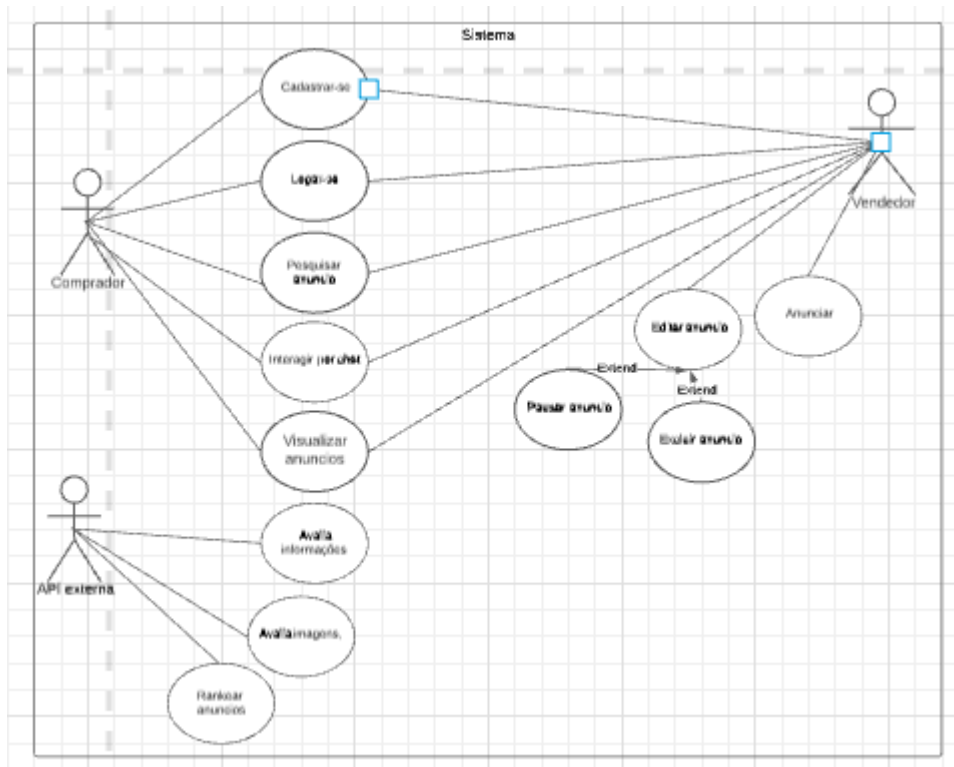 Sistema
Cadastrar-se
Logar-se
Vendedor
Pesquisar
anuncio
Comprador
Anunciar
Editar anuncio
Interagir por chat
Extend
Extend
Pausar anuncio
Visualizar
anuncios
Excluir anuncio
Avalia
informações
API externa
Avalia imagens.
Rankear
anuncios